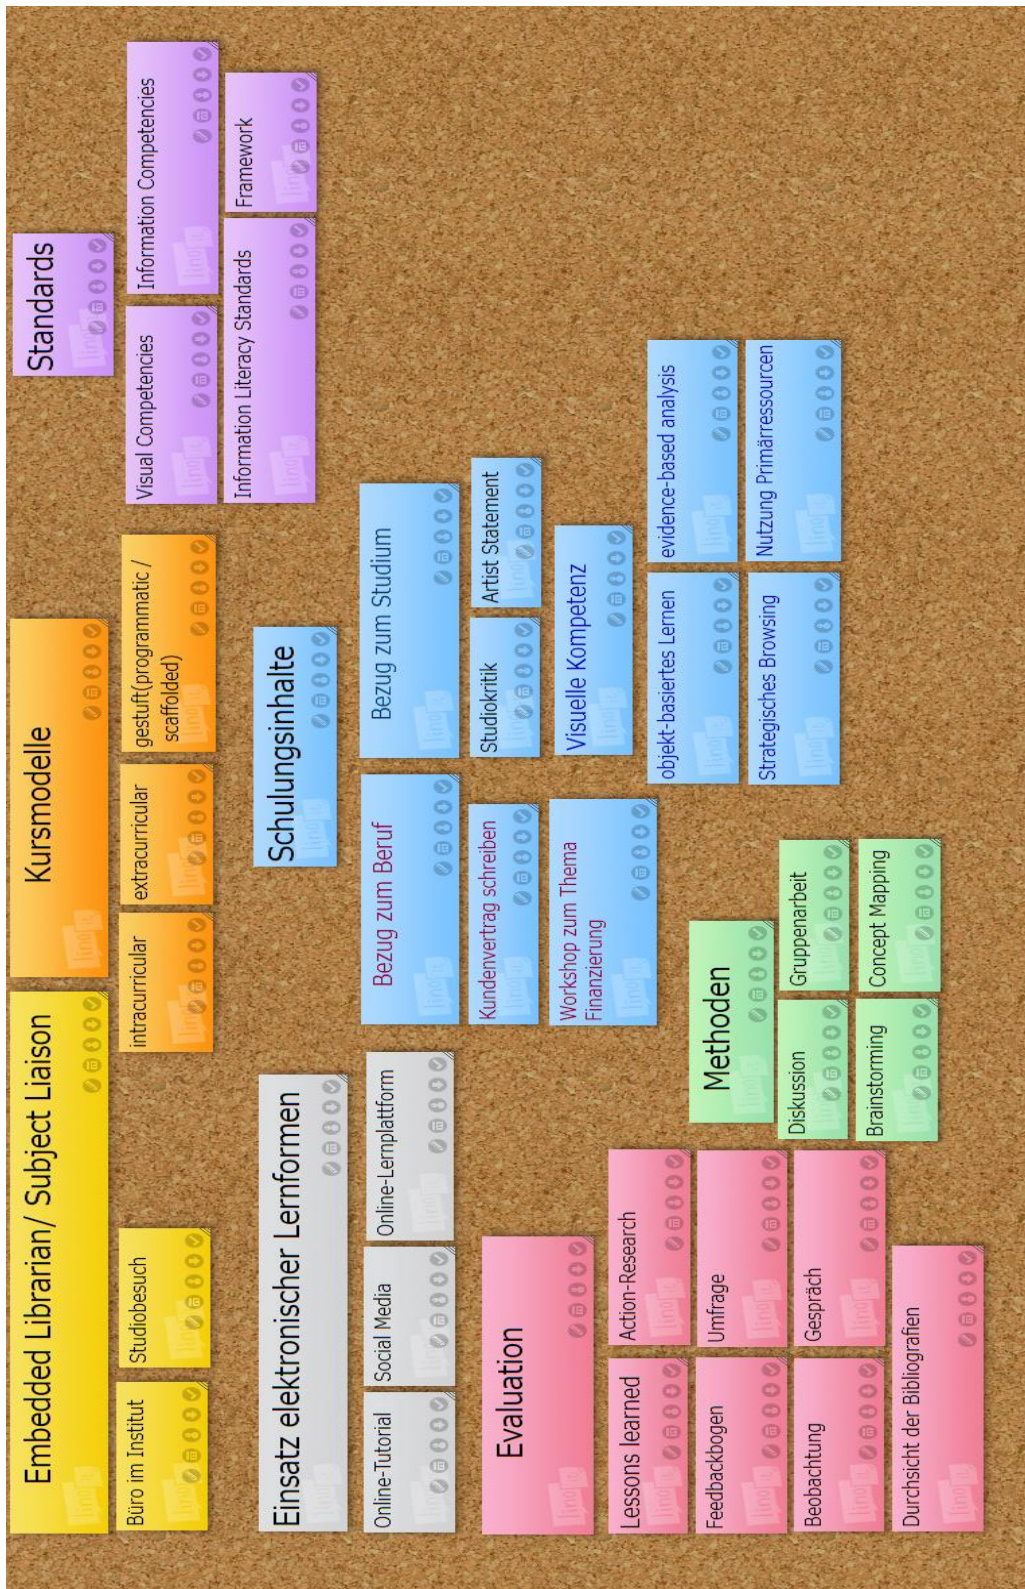 Embedded Librarian/ Subject Liaison
Büro im Institut
Studiobesuch
Kursmodelle
intracurricular
extracurricular
gestuft(programmatic /
scaffolded)
Standards
Visual Competencies
Information Competencies
Information Literacy Standards
Framework
Einsatz elektronischer Lernformen
Online-Tutorial
Social Media
Online-Lernplattform
Schulungsinhalte
Bezug zum Beruf
Kundenvertrag schreiben
Workshop zum Thema
Finanzierung
Bezug zum Studium
Studiokritik
Artist Statement
Visuelle Kompetenz
objekt-basiertes Lernen
evidence-based analysis
Strategisches Browsing
Nutzung Primärressourcen
Evaluation
Lessons learned
Action-Research
Feedbackbogen
Umfrage
Beobachtung
Gespräch
Durchsicht der Bibliografien
Methoden
Diskussion
Gruppenarbeit
Brainstorming
Concept Mapping